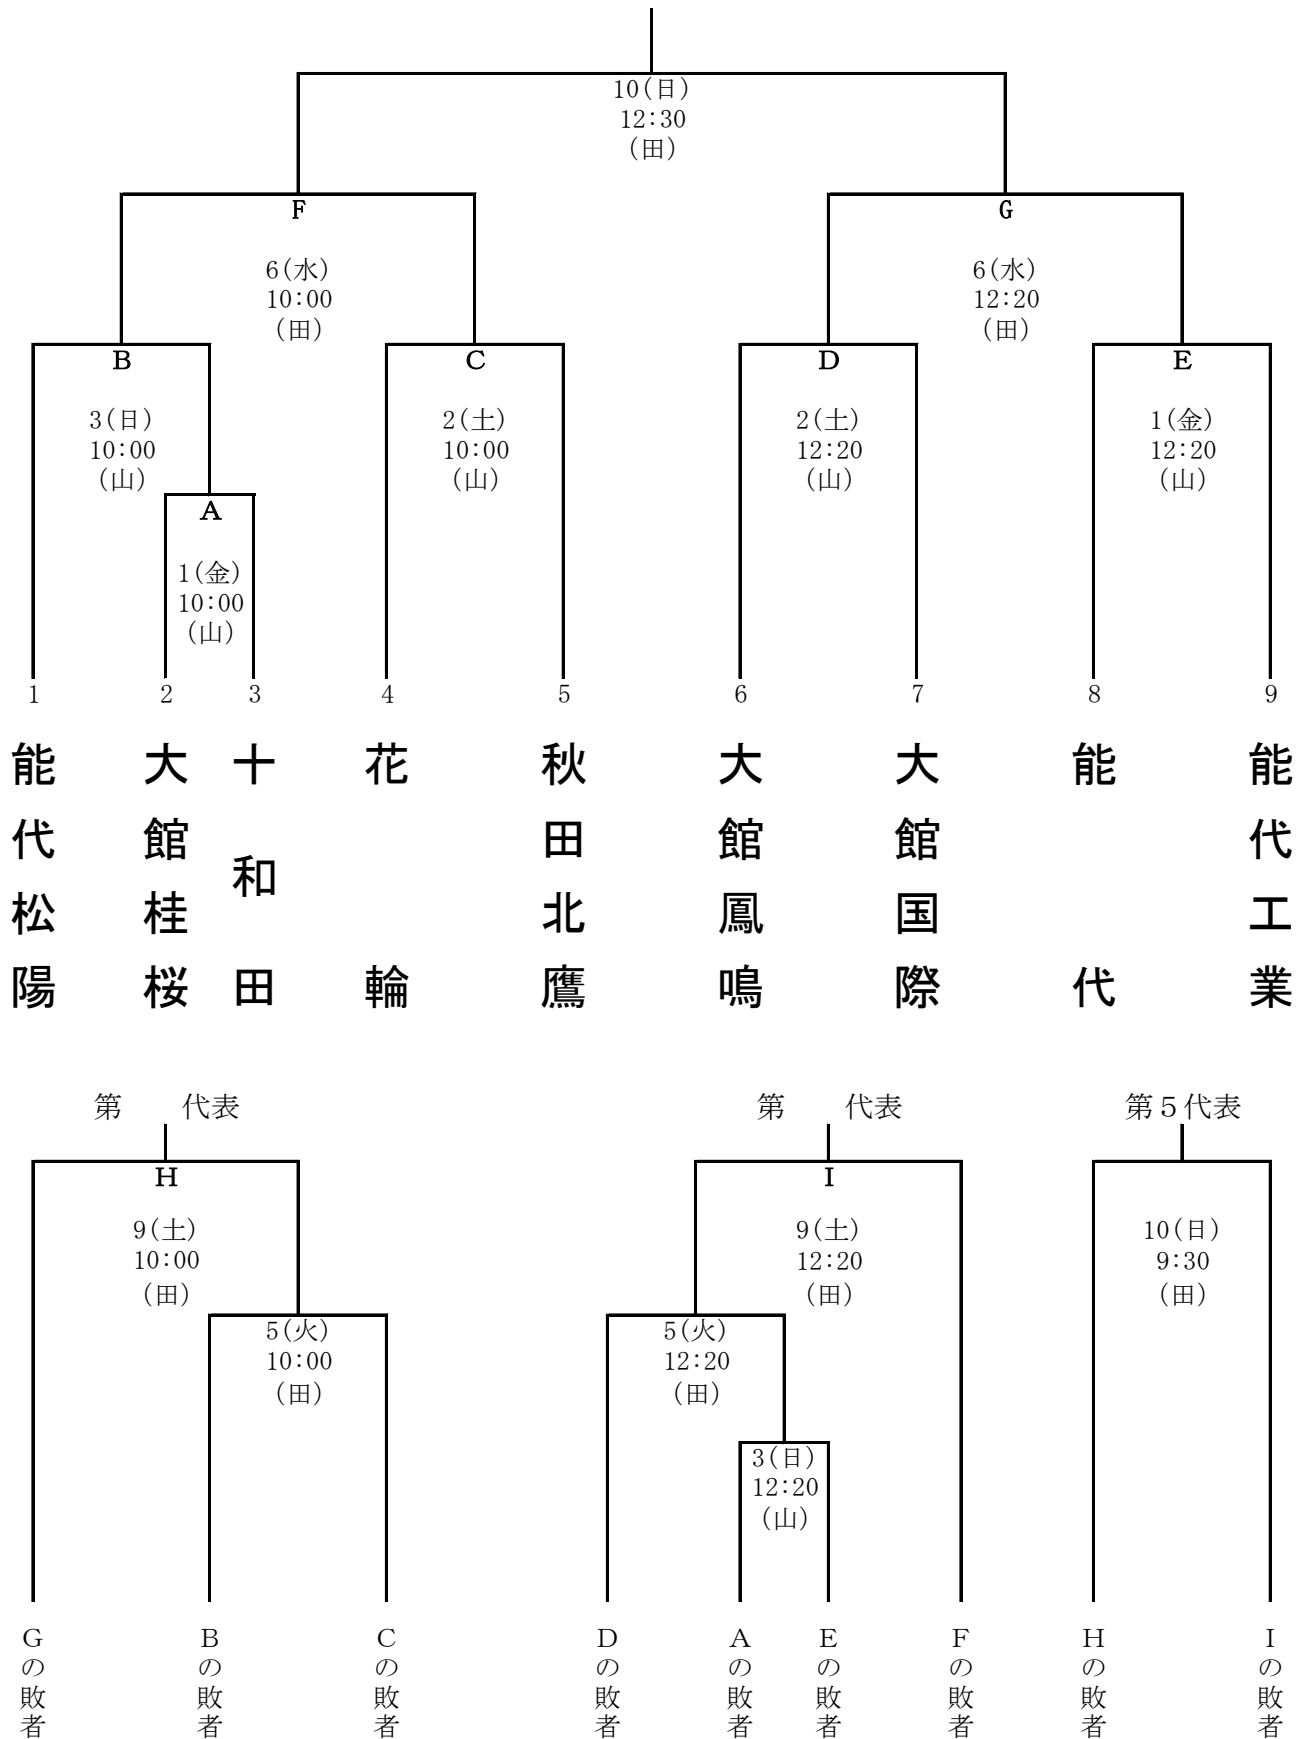 10(日)
12:30
(田)
F
G
6(水)
10:00
(田)
6(水)
12:20
(田)
B
C
D
E
3(日)
10:00
(山)
2(土)
10:00
(山)
2(土)
12:20
(山)
1(金)
12:20
(山)
A
1(金)
10:00
(山)
1
2
3
4
5
6
7
8
9
能代松陽
大館桂桜
十和田
花輪
秋田北鷹
大館鳳鳴
大館国際
能代
能代工業
第　　代表
第　　代表
第５代表
H
I
9(土)
10:00
(田)
9(土)
12:20
(田)
10(日)
9:30
(田)
5(火)
10:00
(田)
5(火)
12:20
(田)
3(日)
12:20
(山)
Gの敗者
Bの敗者
Cの敗者
Dの敗者
Aの敗者
Eの敗者
Fの敗者
Hの敗者
Iの敗者